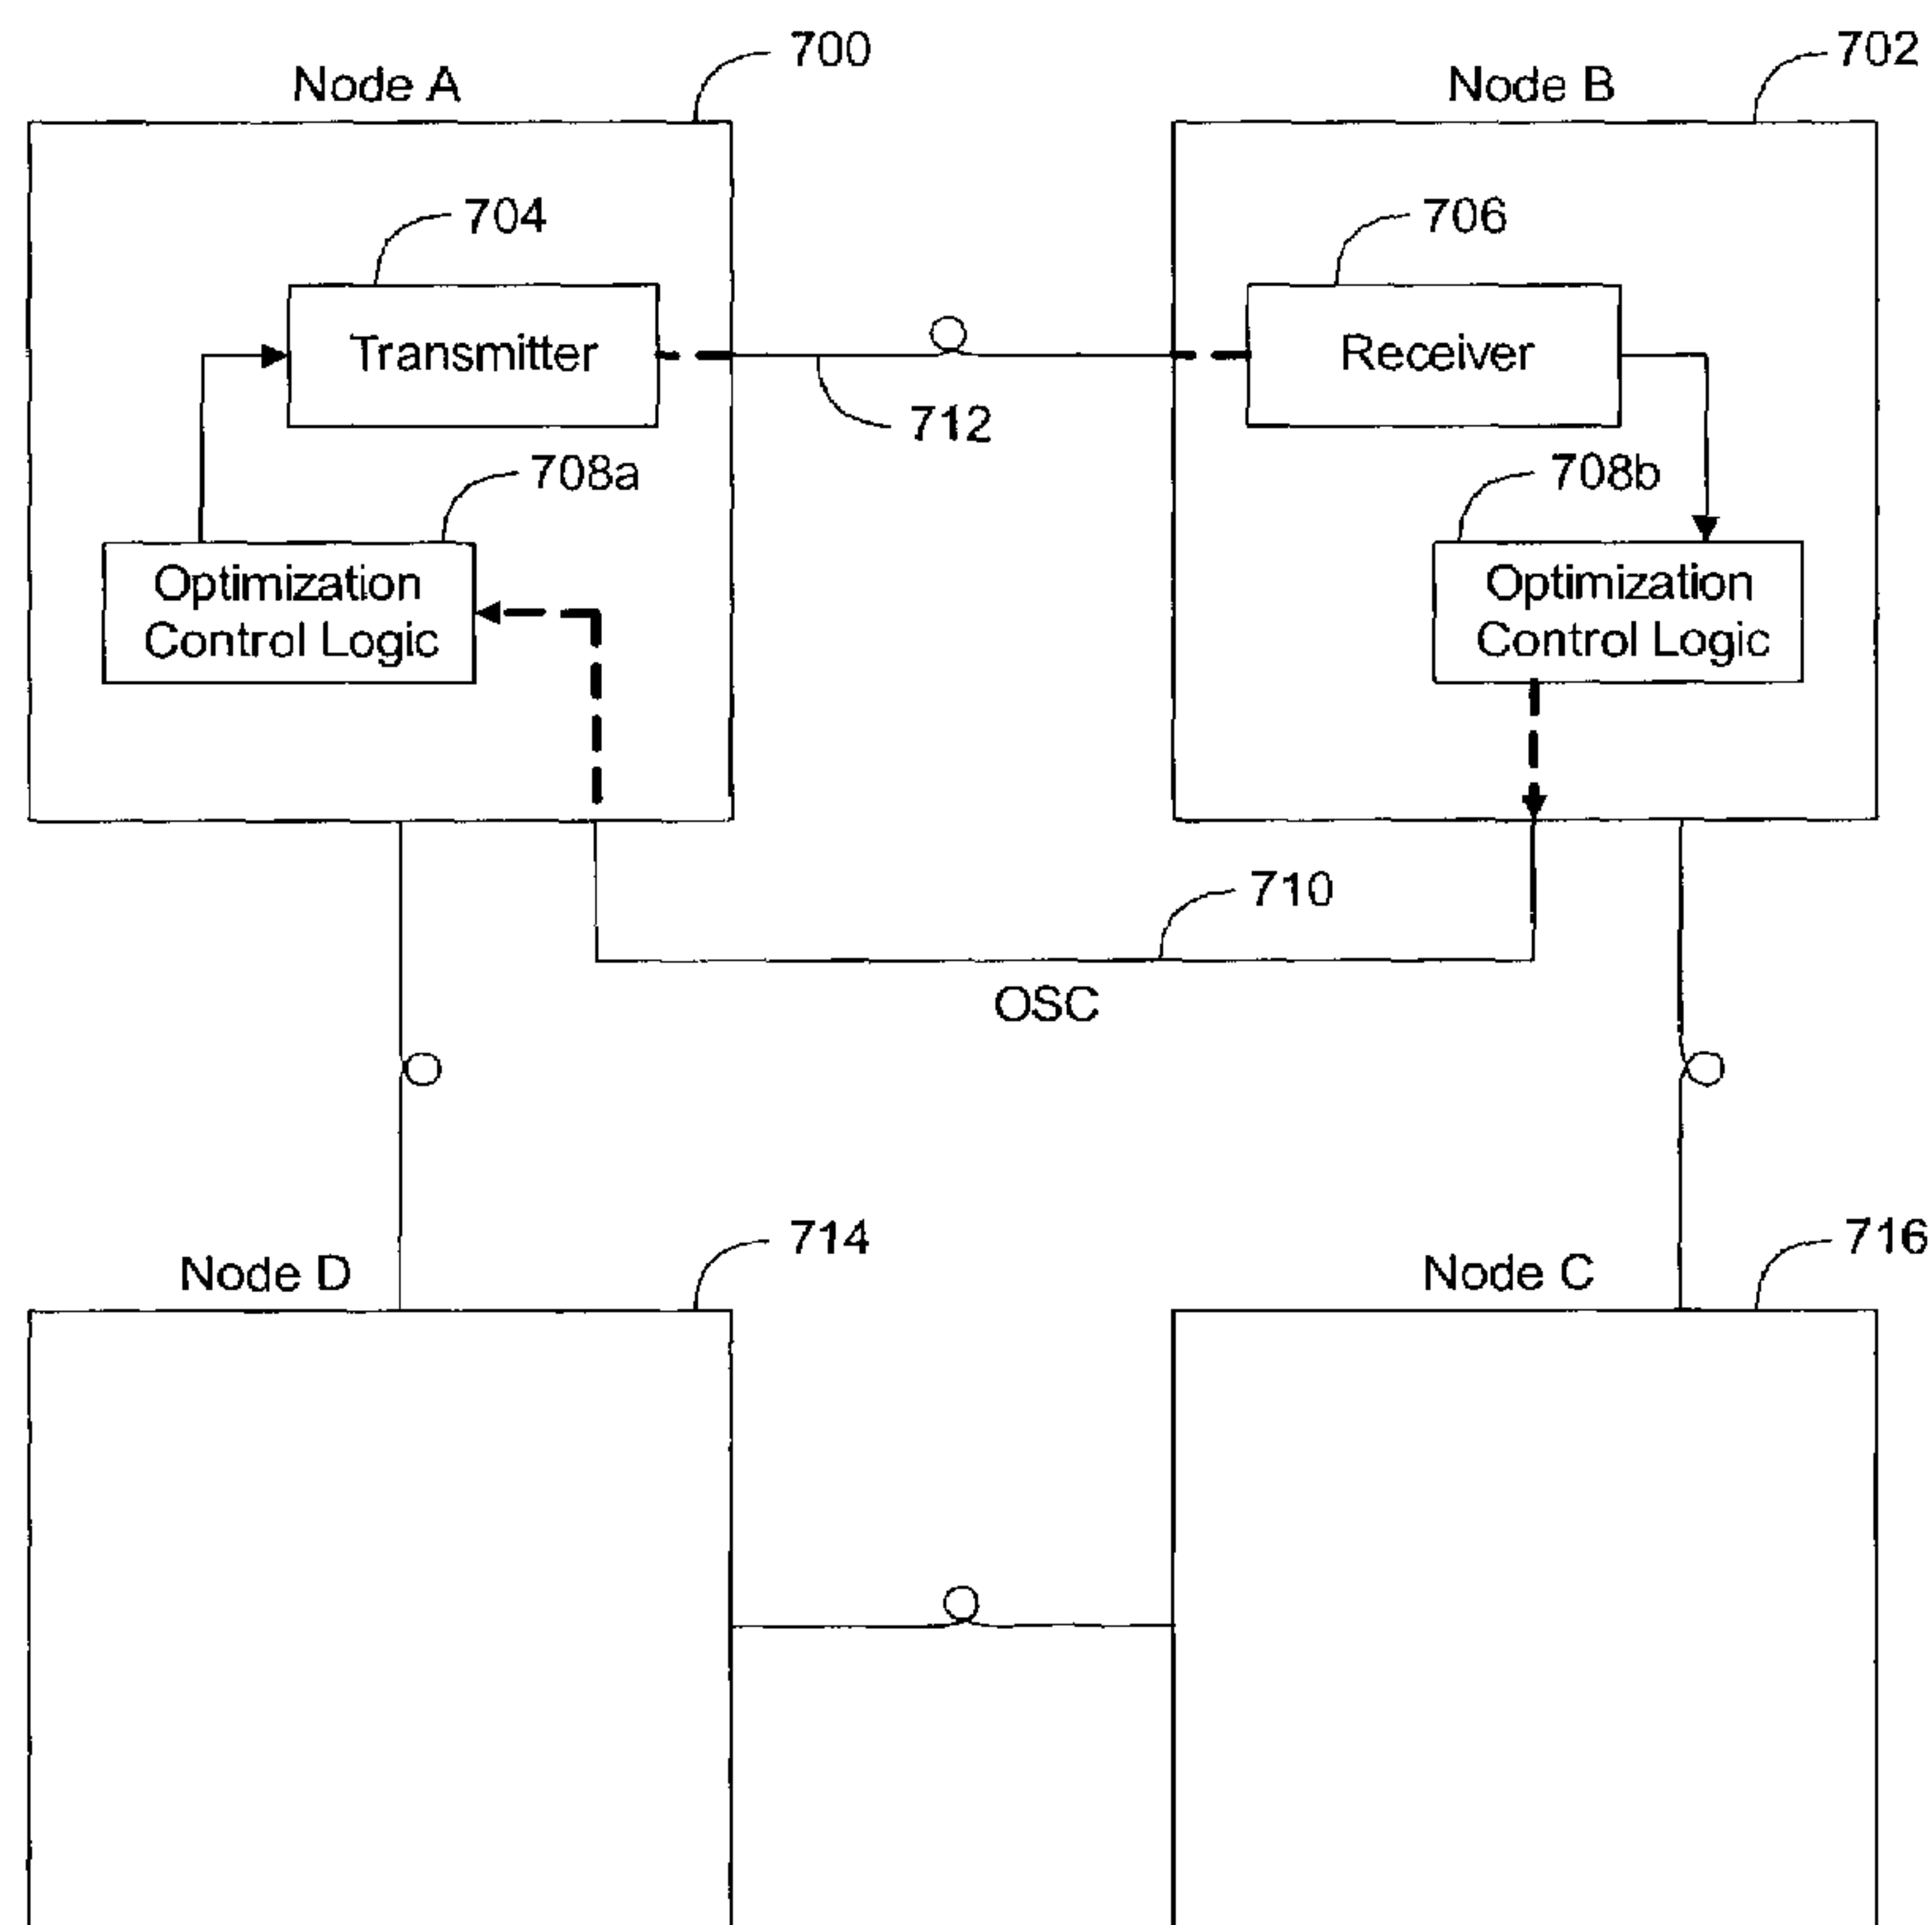 700
702
Node A
Node B
704
706
Transmitter
Receiver
712
708a
708b
Optimization
Control Logic
Optimization
Control Logic
710
OSC
714
716
Node D
Node C